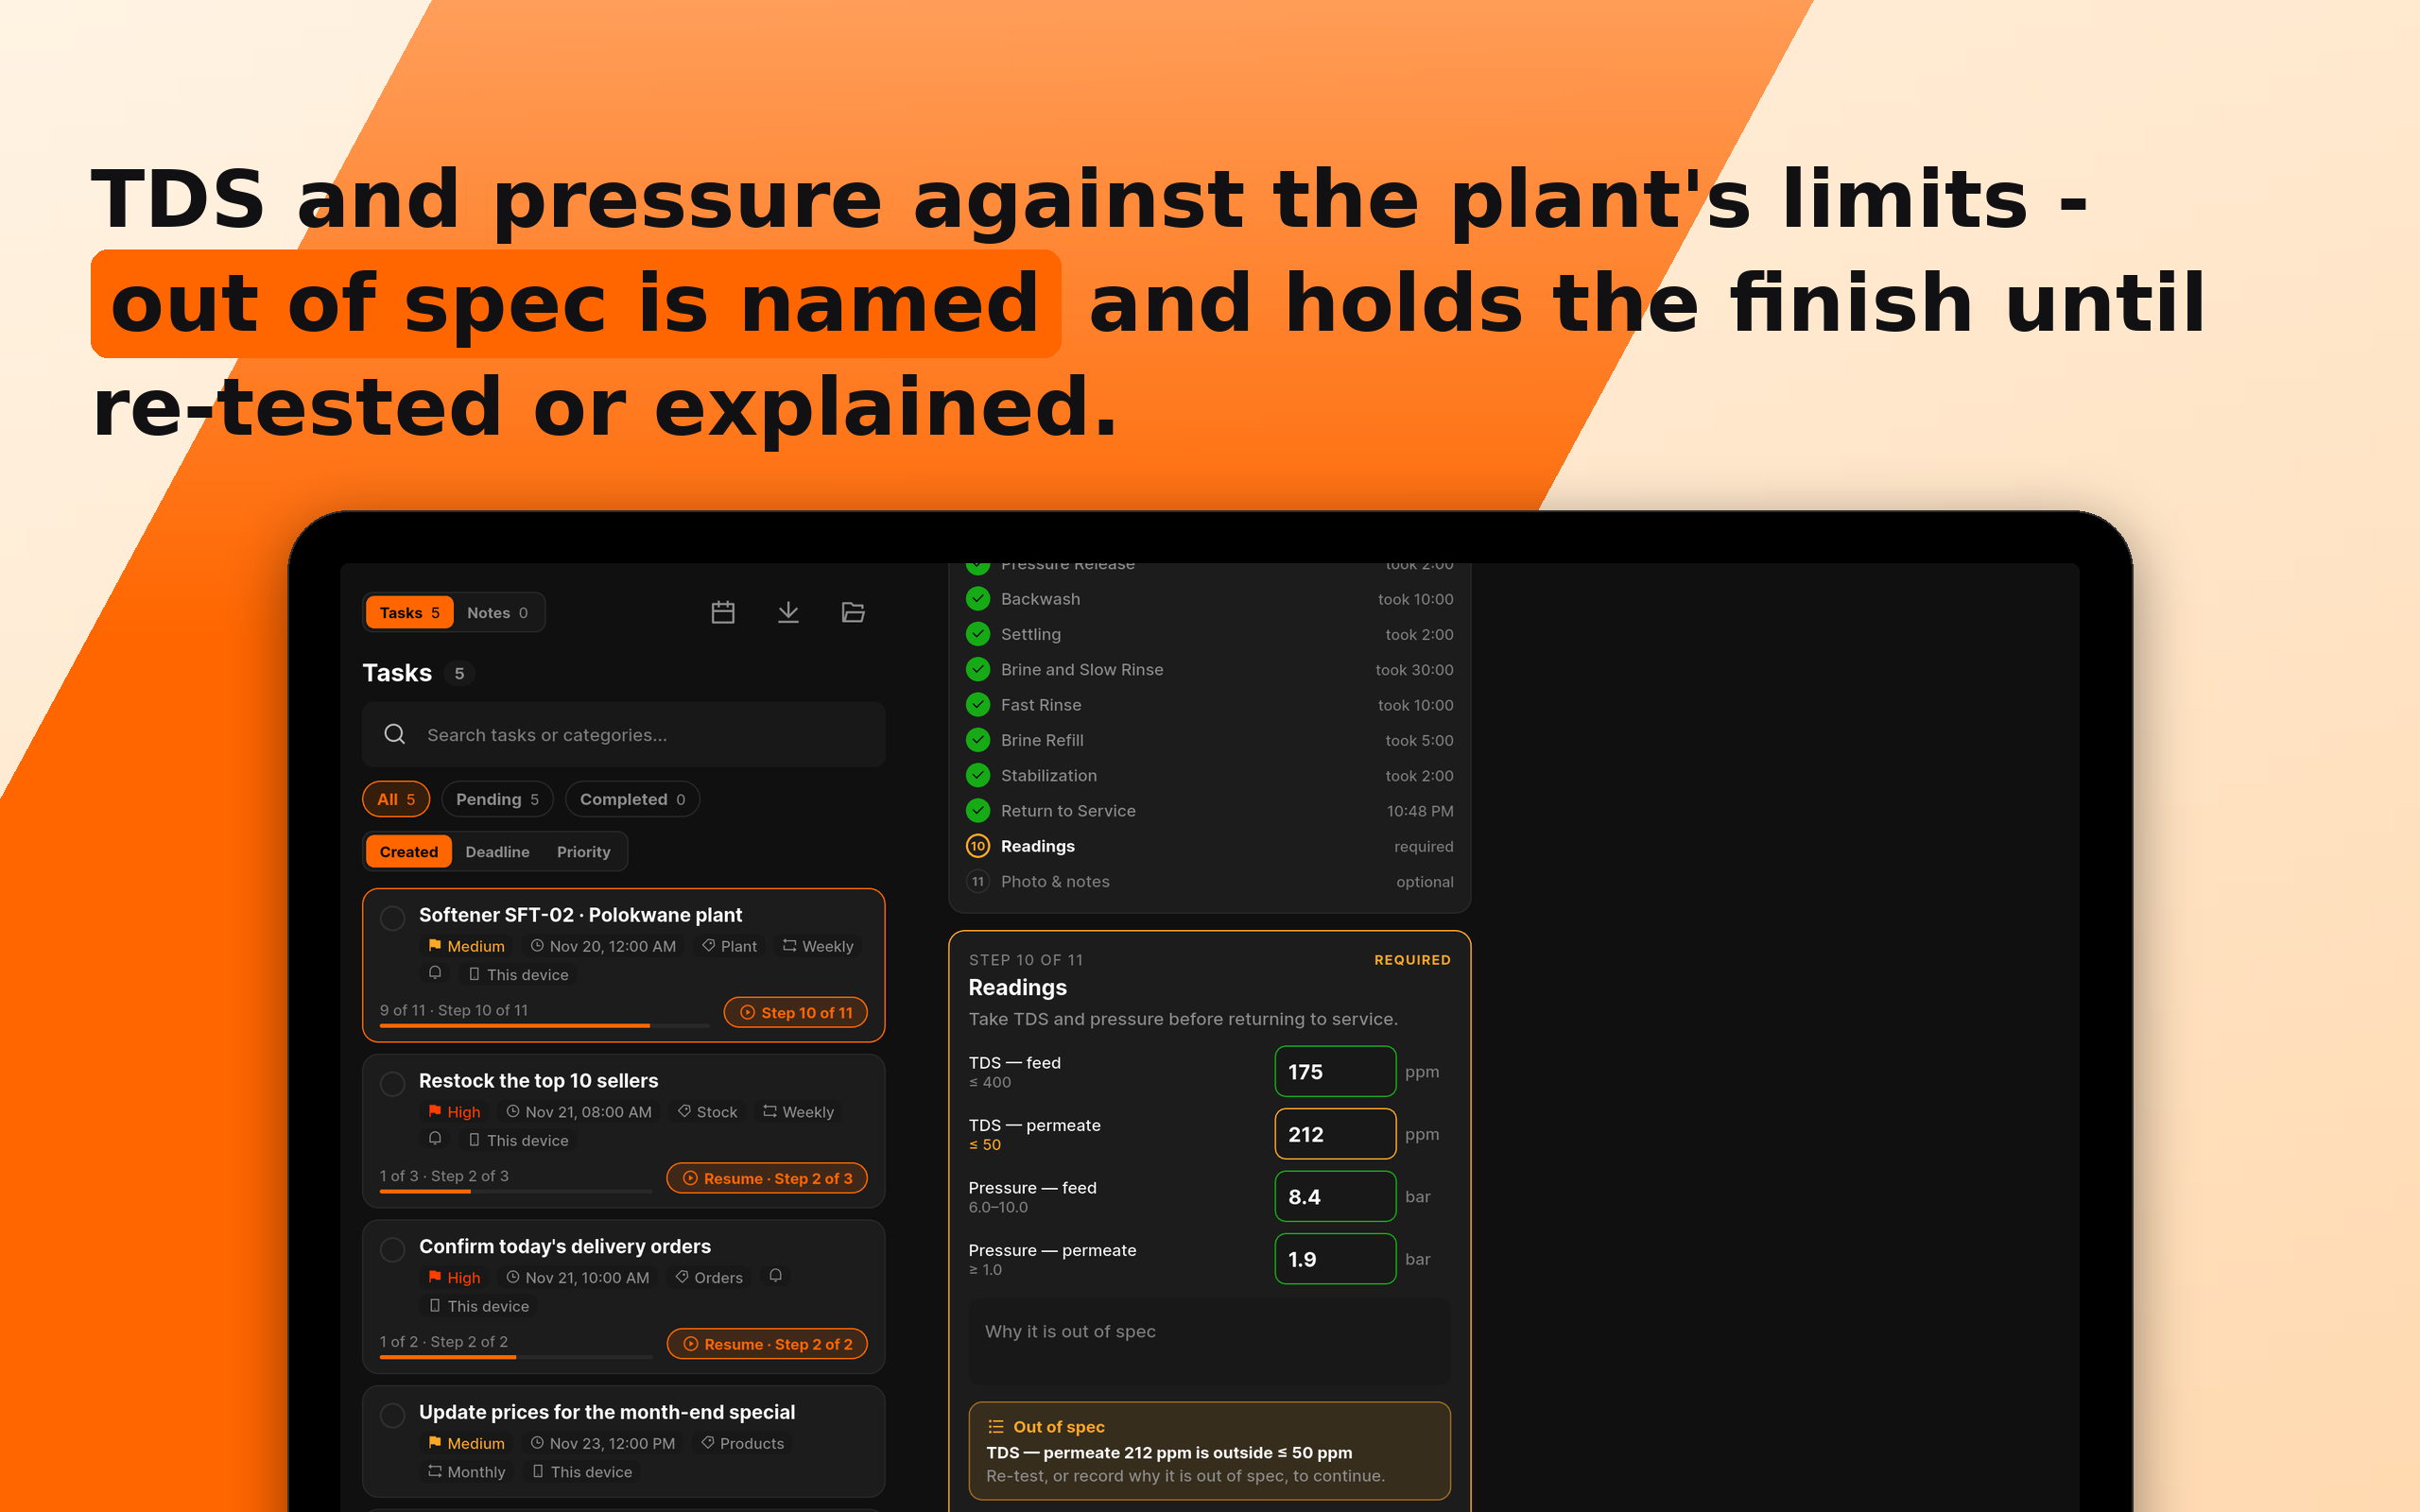 TDS and pressure against the plant's limits -
out of spec is named and holds the finish until
re-tested or explained.
Tasks 5 Notes 0
Tasks 5
Search tasks or categories...
All 5 Pending 5 Completed 0
Created Deadline Priority
Softener SFT-02 · Polokwane plant
Medium Nov 20, 12:00 AM Plant Weekly
This device
9 of 11 · Step 10 of 11 Step 10 of 11
Restock the top 10 sellers
High Nov 21, 08:00 AM Stock Weekly
This device
1 of 3 · Step 2 of 3 Resume · Step 2 of 3
Confirm today's delivery orders
High Nov 21, 10:00 AM Orders
This device
1 of 2 · Step 2 of 2 Resume · Step 2 of 2
Update prices for the month-end special
Medium Nov 23, 12:00 PM Products
Monthly This device
Pressure Release took 2:00
Backwash took 10:00
Settling took 2:00
Brine and Slow Rinse took 30:00
Fast Rinse took 10:00
Brine Refill took 5:00
Stabilization took 2:00
Return to Service 10:48 PM
10 Readings required
11 Photo & notes optional
STEP 10 OF 11 REQUIRED
Readings
Take TDS and pressure before returning to service.
TDS — feed 175 ppm
≤ 400
TDS — permeate 212 ppm
≤ 50
Pressure — feed 8.4 bar
6.0–10.0
Pressure — permeate 1.9 bar
≥ 1.0
Why it is out of spec
Out of spec
TDS — permeate 212 ppm is outside ≤ 50 ppm
Re-test, or record why it is out of spec, to continue.